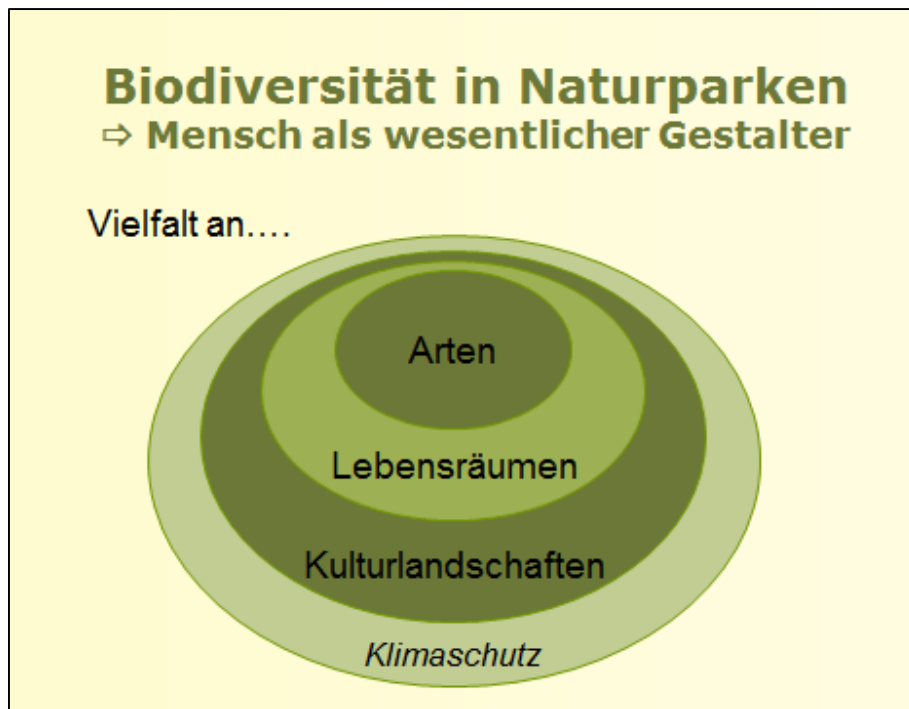 Biodiversität in Naturparken
⇨ Mensch als wesentlicher Gestalter
Vielfalt an....
Arten
Lebensräumen
Kulturlandschaften
Klimaschutz